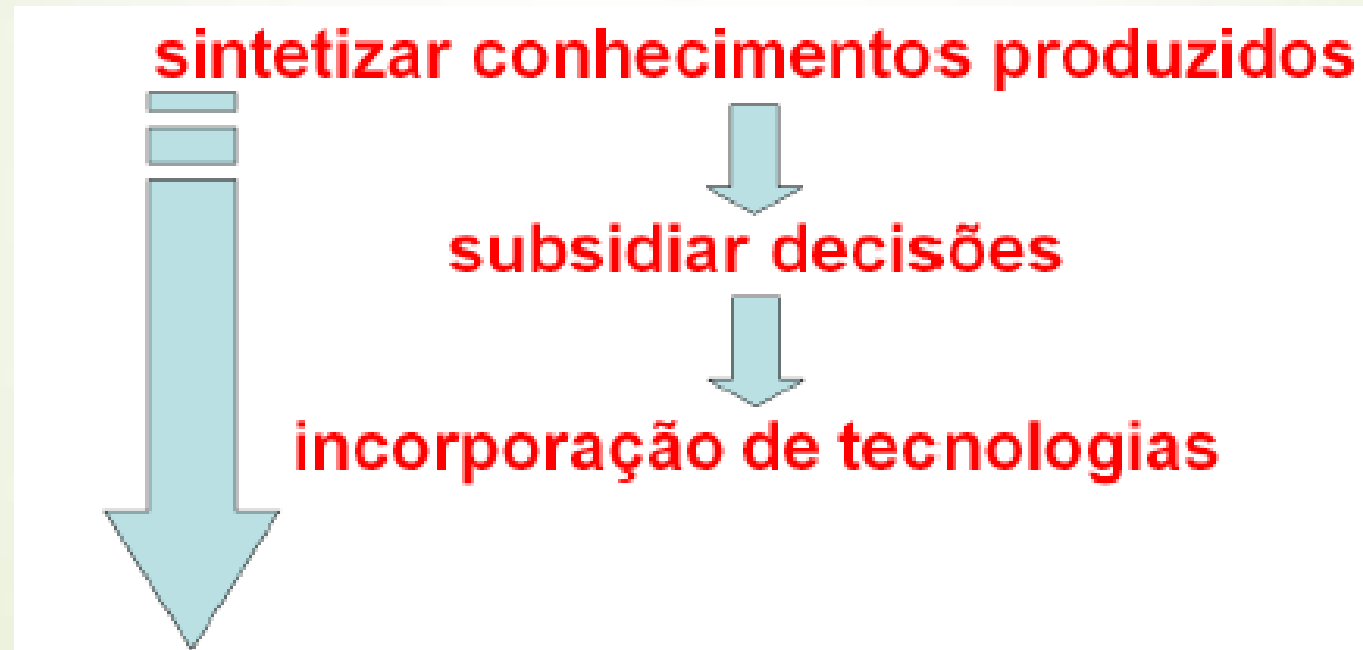 sintetizar conhecimentos produzidos
subsidiar decisões
incorporação de tecnologias